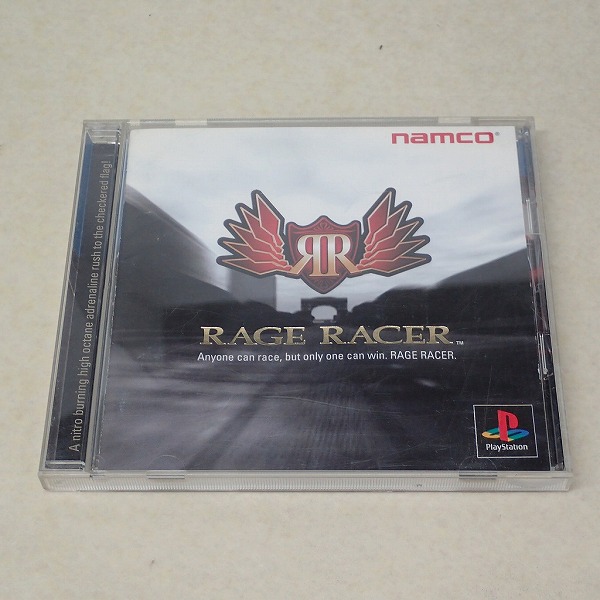 namco®
RR
RAGE RACER™
Anyone can race, but only one can win. RAGE RACER.
PlayStation
A nitro burning high octane adrenaline rush to the checkered flag!